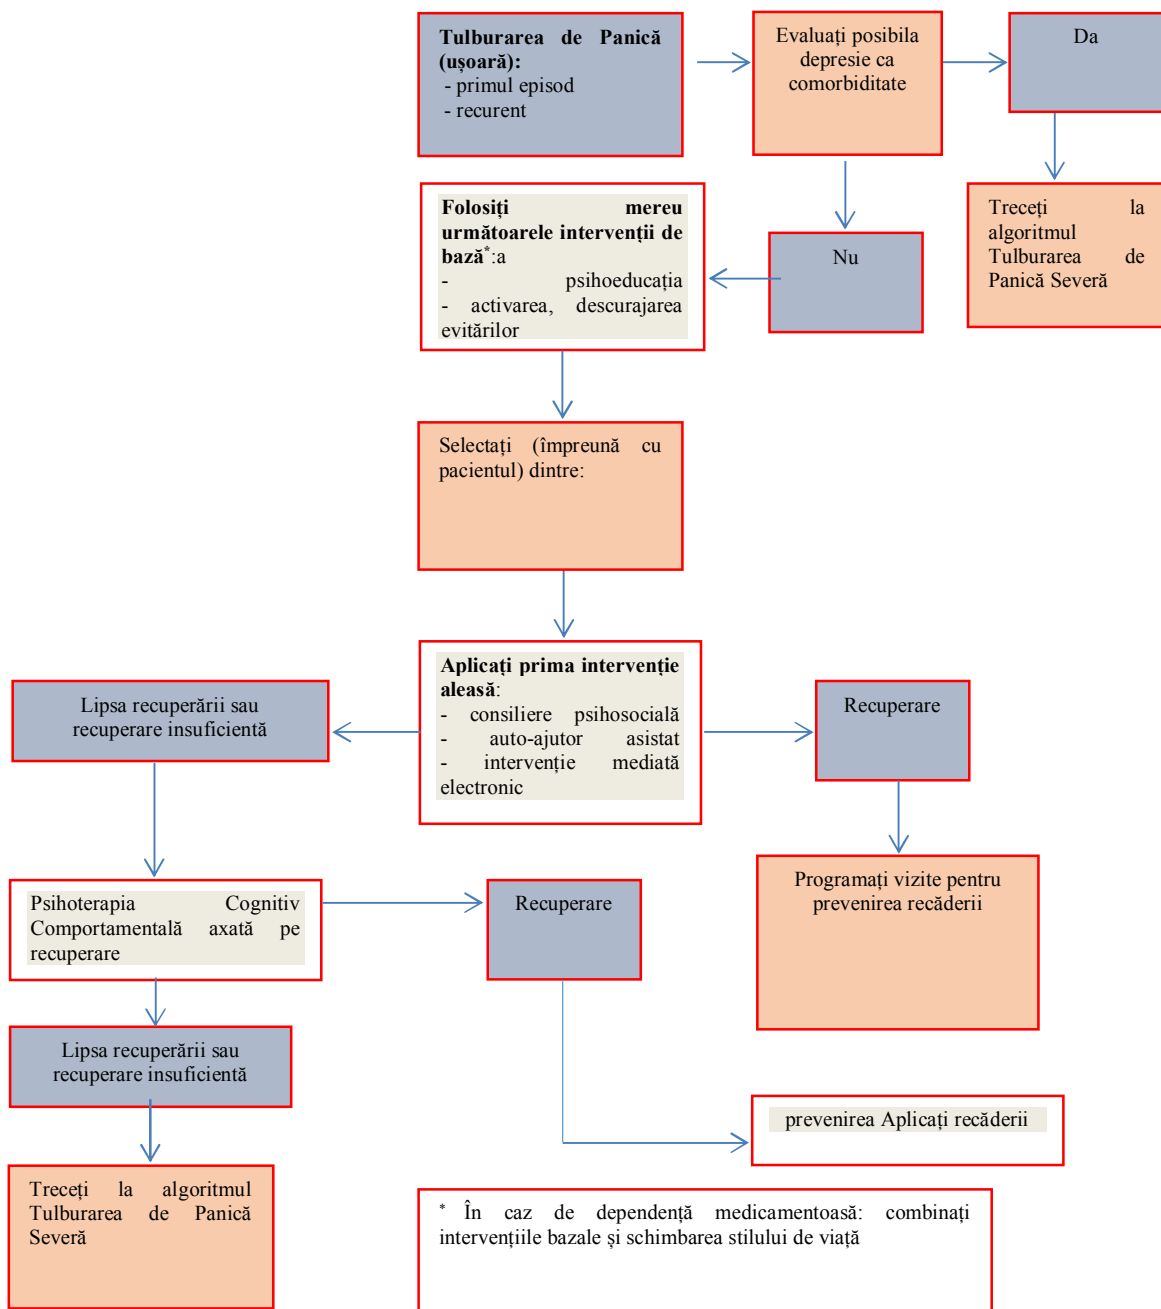 Tulburarea de Panică
(ușoară):
- primul episod
- recurent
Evaluați posibila
depresie ca
comorbiditate
Da
Treceți la
algoritmul
Tulburarea de
Panică Severă
Nu
Folosiți mereu
următoarele intervenții de
bază*:a
- psihoeducația
- activarea, descurajarea
evitărilor
Selectați (împreună cu
pacientul) dintre:
Aplicați prima intervenție
aleasă:
- consiliere psihosocială
- auto-ajutor asistat
- intervenție mediată
electronic
Lipsa recuperării sau
recuperare insuficientă
Recuperare
Programați vizite pentru
prevenirea recăderii
Psihoterapia Cognitiv
Comportamentală axată pe
recuperare
Recuperare
Lipsa recuperării sau
recuperare insuficientă
prevenirea Aplicați recăderii
Treceți la algoritmul
Tulburarea de Panică
Severă
* În caz de dependență medicamentoasă: combinați
intervențiile bazale și schimbarea stilului de viață